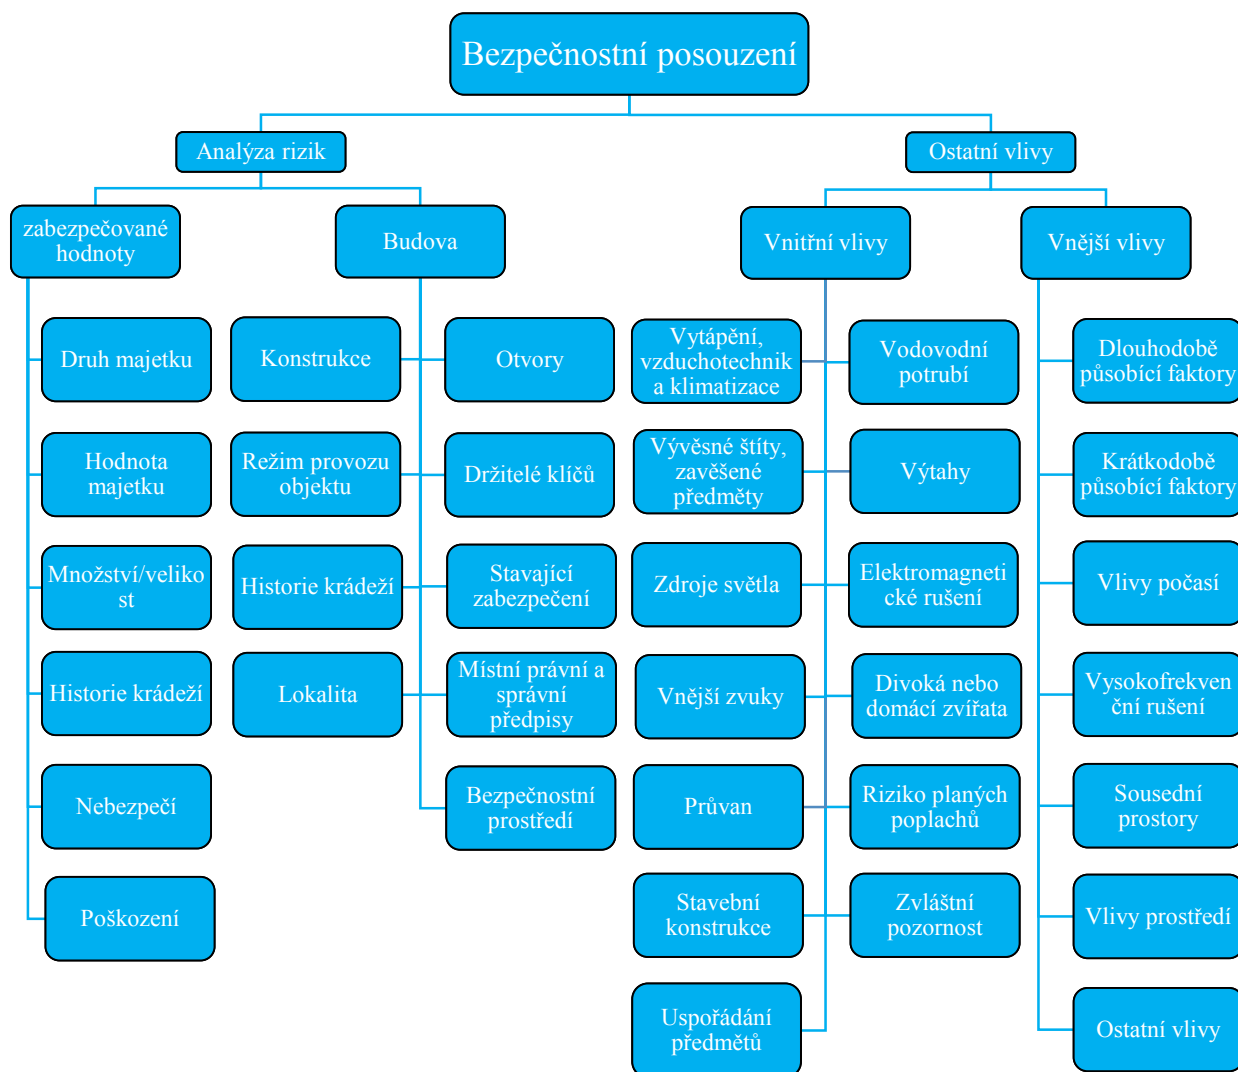 Bezpečnostní posouzení
Analýza rizik
Ostatní vlivy
zabezpečované
hodnoty
Budova
Vnitřní vlivy
Vnější vlivy
Druh majetku
Hodnota
majetku
Množství/veliko
st
Historie krádeží
Nebezpečí
Poškození
Konstrukce
Otvory
Režim provozu
objektu
Držitelé klíčů
Historie krádeží
Stavající
zabezpečení
Lokalita
Místní právní a
správní
předpisy
Bezpečnostní
prostředí
Vytápění,
vzduchotechnik
a klimatizace
Vodovodní
potrubí
Vývěsné štíty,
zavěšené
předměty
Výtahy
Zdroje světla
Elektromagneti
cké rušení
Vnější zvuky
Divoká nebo
domácí zvířata
Průvan
Riziko planých
poplachů
Stavební
konstrukce
Zvláštní
pozornost
Uspořádání
předmětů
Dlouhodobě
působící faktory
Krátkodobě
působící faktory
Vlivy počasí
Vysokofrekven
ční rušení
Sousední
prostory
Vlivy prostředí
Ostatní vlivy